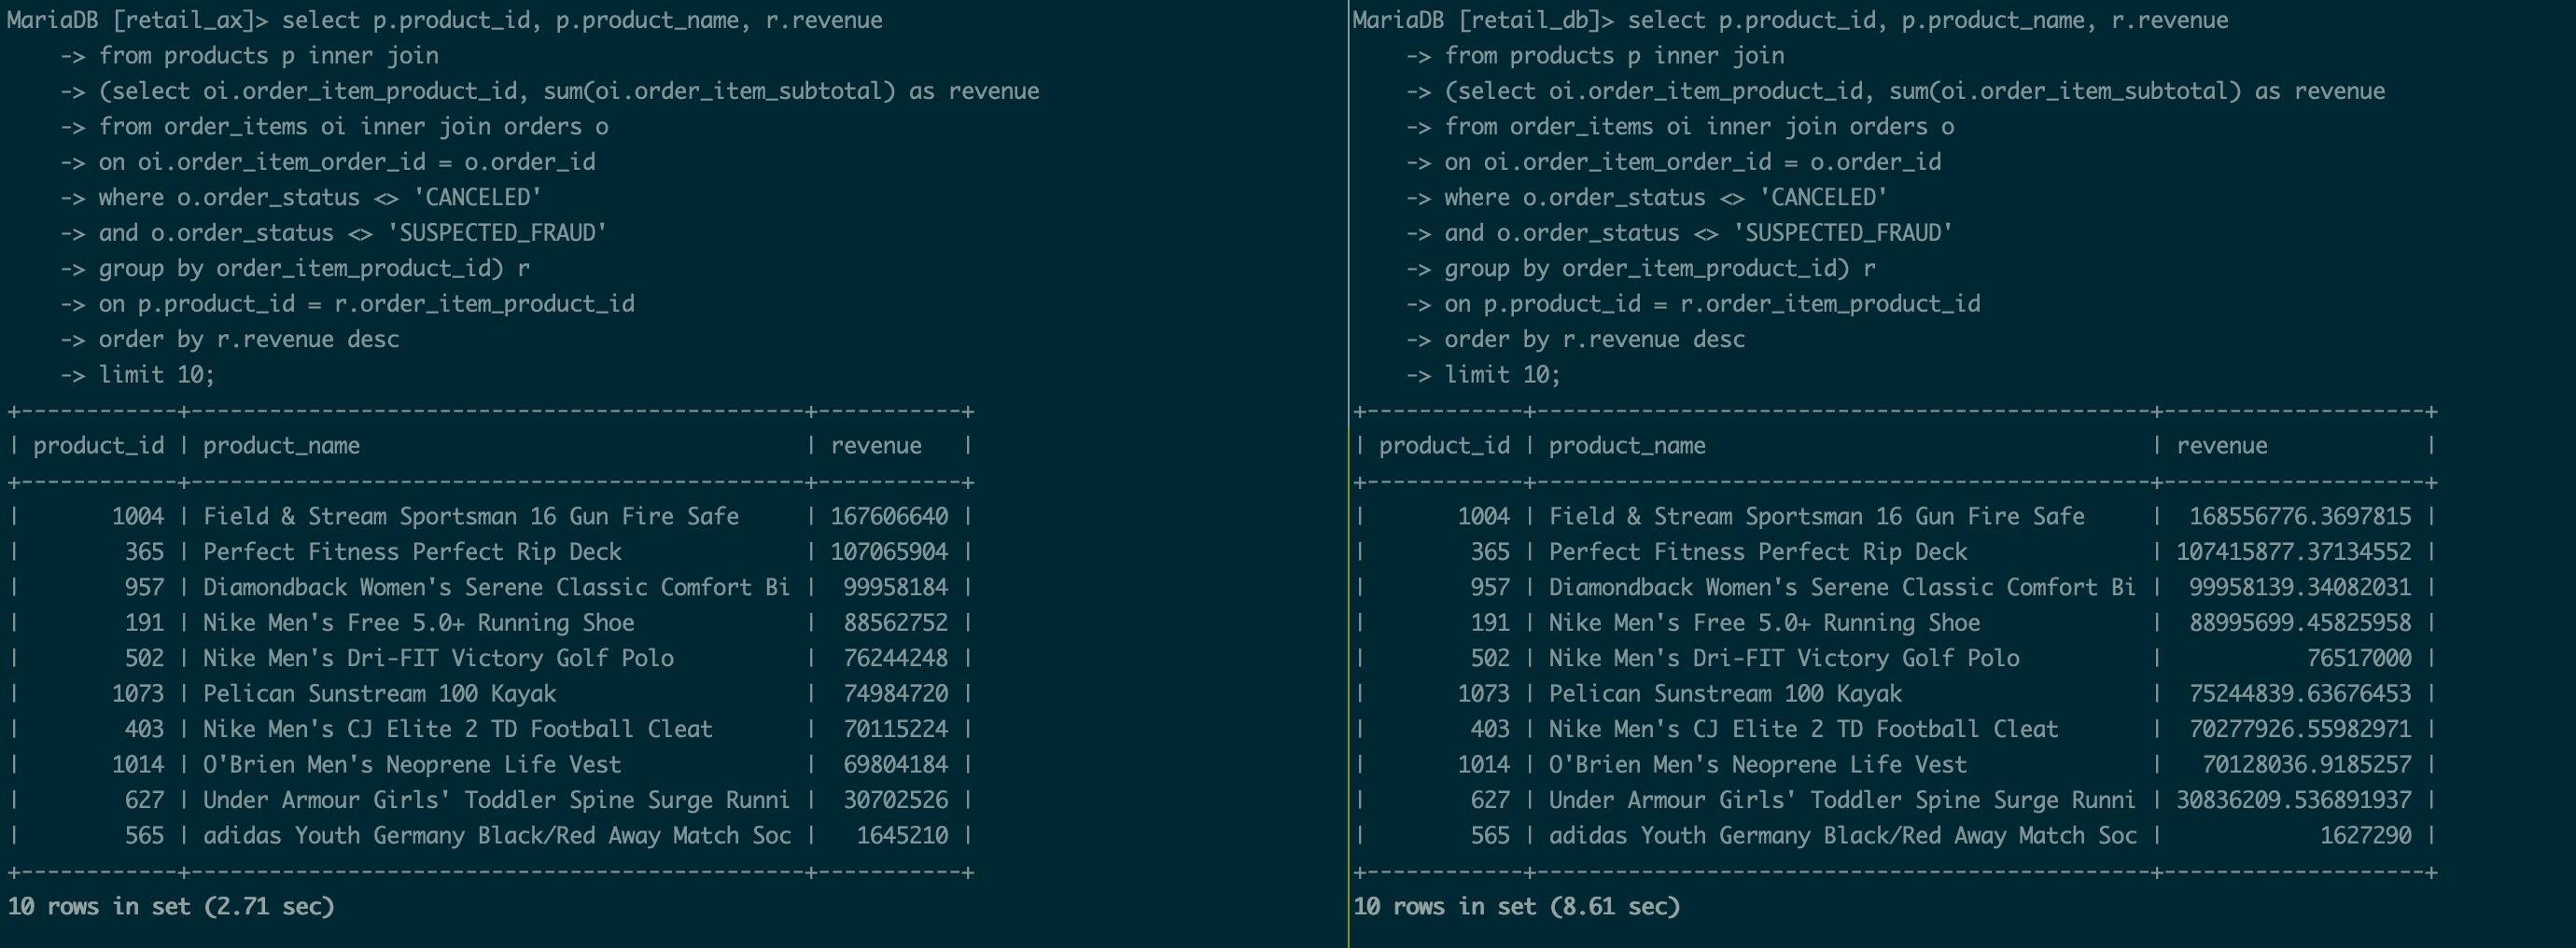 MariaDB [retail_ax]> select p.product_id, p.product_name, r.revenue
    -> from products p inner join
    -> (select oi.order_item_product_id, sum(oi.order_item_subtotal) as revenue
    -> from order_items oi inner join orders o
    -> on oi.order_item_order_id = o.order_id
    -> where o.order_status <> 'CANCELED'
    -> and o.order_status <> 'SUSPECTED_FRAUD'
    -> group by order_item_product_id) r
    -> on p.product_id = r.order_item_product_id
    -> order by r.revenue desc
    -> limit 10;
+------------+-----------------------------------------------+-----------+
| product_id | product_name                                  | revenue   |
+------------+-----------------------------------------------+-----------+
|       1004 | Field & Stream Sportsman 16 Gun Fire Safe     | 167606640 |
|        365 | Perfect Fitness Perfect Rip Deck              | 107065904 |
|        957 | Diamondback Women's Serene Classic Comfort Bi |  99958184 |
|        191 | Nike Men's Free 5.0+ Running Shoe             |  88562752 |
|        502 | Nike Men's Dri-FIT Victory Golf Polo          |  76244248 |
|       1073 | Pelican Sunstream 100 Kayak                   |  74984720 |
|        403 | Nike Men's CJ Elite 2 TD Football Cleat       |  70115224 |
|       1014 | O'Brien Men's Neoprene Life Vest              |  69804184 |
|        627 | Under Armour Girls' Toddler Spine Surge Runni |  30702526 |
|        565 | adidas Youth Germany Black/Red Away Match Soc |   1645210 |
+------------+-----------------------------------------------+-----------+
10 rows in set (2.71 sec)
MariaDB [retail_db]> select p.product_id, p.product_name, r.revenue
    -> from products p inner join
    -> (select oi.order_item_product_id, sum(oi.order_item_subtotal) as revenue
    -> from order_items oi inner join orders o
    -> on oi.order_item_order_id = o.order_id
    -> where o.order_status <> 'CANCELED'
    -> and o.order_status <> 'SUSPECTED_FRAUD'
    -> group by order_item_product_id) r
    -> on p.product_id = r.order_item_product_id
    -> order by r.revenue desc
    -> limit 10;
+------------+-----------------------------------------------+--------------------+
| product_id | product_name                                  | revenue            |
+------------+-----------------------------------------------+--------------------+
|       1004 | Field & Stream Sportsman 16 Gun Fire Safe     |  168556776.3697815 |
|        365 | Perfect Fitness Perfect Rip Deck              | 107415877.37134552 |
|        957 | Diamondback Women's Serene Classic Comfort Bi |  99958139.34082031 |
|        191 | Nike Men's Free 5.0+ Running Shoe             |  88995699.45825958 |
|        502 | Nike Men's Dri-FIT Victory Golf Polo          |           76517000 |
|       1073 | Pelican Sunstream 100 Kayak                   |  75244839.63676453 |
|        403 | Nike Men's CJ Elite 2 TD Football Cleat       |  70277926.55982971 |
|       1014 | O'Brien Men's Neoprene Life Vest              |   70128036.9185257 |
|        627 | Under Armour Girls' Toddler Spine Surge Runni | 30836209.536891937 |
|        565 | adidas Youth Germany Black/Red Away Match Soc |            1627290 |
+------------+-----------------------------------------------+--------------------+
10 rows in set (8.61 sec)